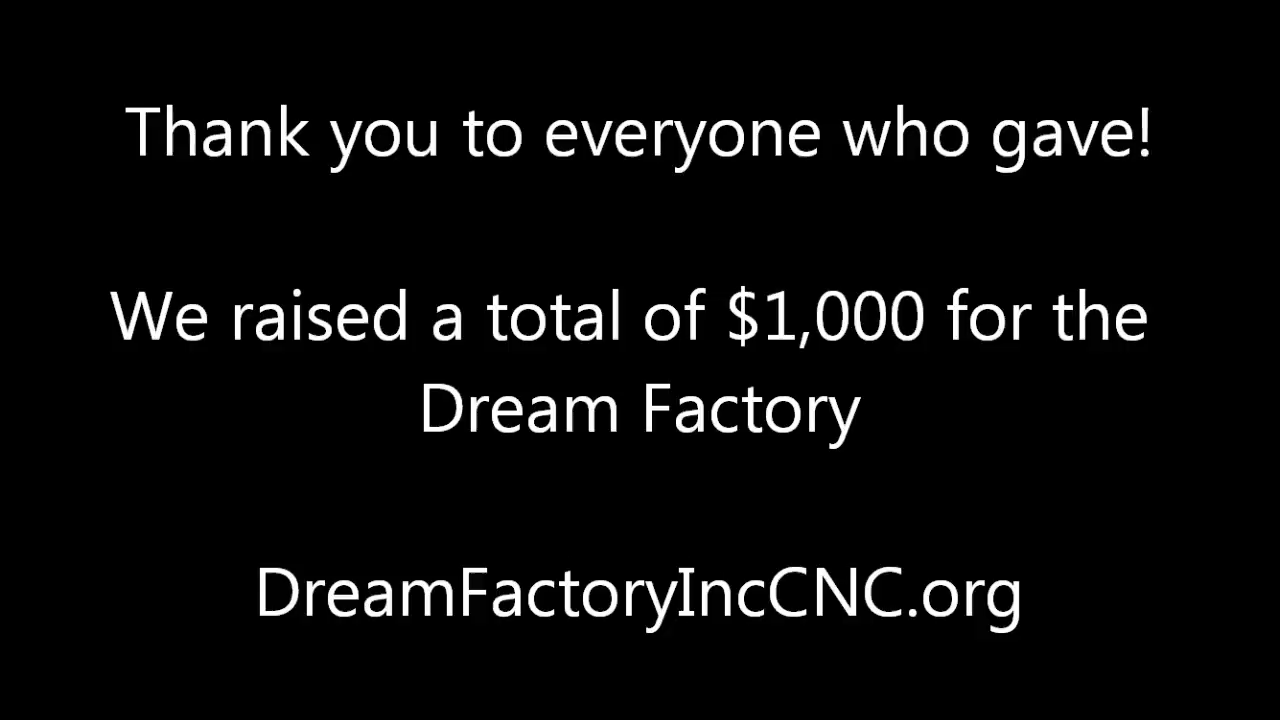 Thank you to everyone who gave!
We raised a total of $1,000 for the
Dream Factory
DreamFactoryIncCNC.org